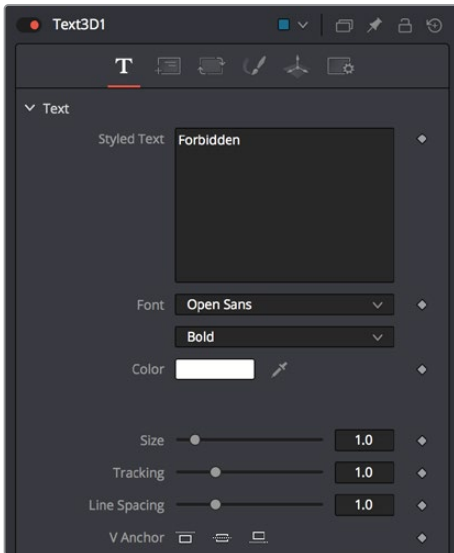 Text3D1
T
Text
Styled Text Forbidden
Font Open Sans
Bold
Color
Size 1.0
Tracking 1.0
Line Spacing 1.0
V Anchor